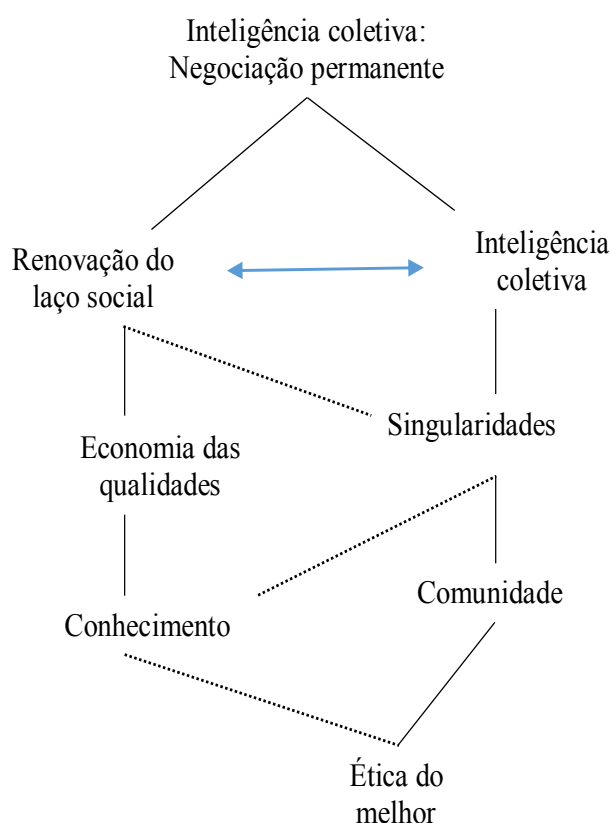 Inteligência coletiva:
Negociação permanente
Renovação do
laço social
Inteligência
coletiva
Economia das
qualidades
Singularidades
Conhecimento
Comunidade
Ética do
melhor